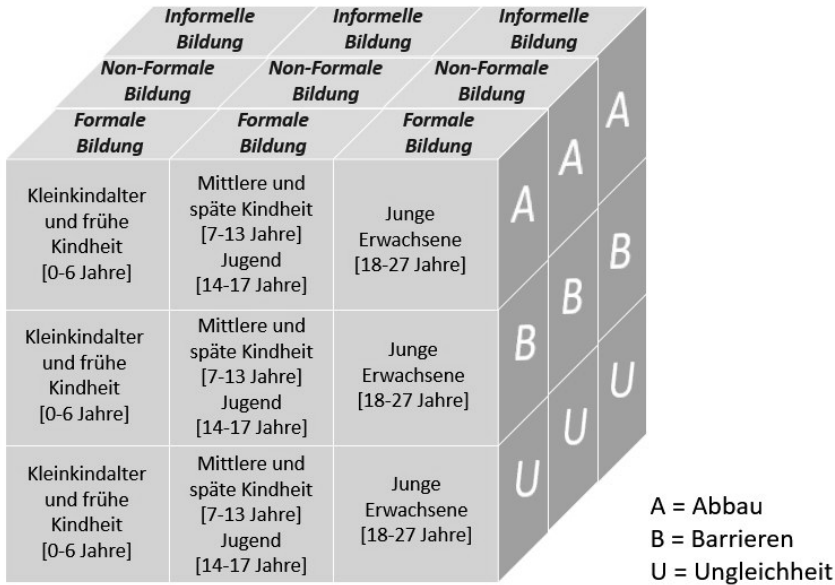 Informelle Informelle Informelle
Bildung Bildung Bildung
Non-Formale Non-Formale Non-Formale
Bildung Bildung Bildung
Formale Formale Formale
Bildung Bildung Bildung
Kleinkindalter
und frühe
Kindheit
[0-6 Jahre]
Mittlere und
späte Kindheit
[7-13 Jahre]
Jugend
[14-17 Jahre]
Junge
Erwachsene
[18-27 Jahre]
A A A
Kleinkindalter
und frühe
Kindheit
[0-6 Jahre]
Mittlere und
späte Kindheit
[7-13 Jahre]
Jugend
[14-17 Jahre]
Junge
Erwachsene
[18-27 Jahre]
B B B
Kleinkindalter
und frühe
Kindheit
[0-6 Jahre]
Mittlere und
späte Kindheit
[7-13 Jahre]
Jugend
[14-17 Jahre]
Junge
Erwachsene
[18-27 Jahre]
U U U
A = Abbau
B = Barrieren
U = Ungleichheit